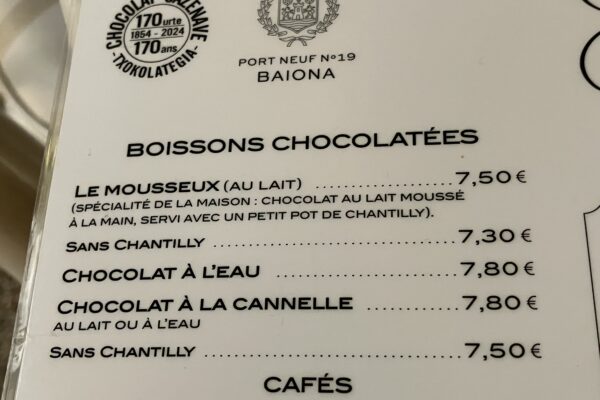 CHOCOLAT CAZENAVE
170 urte
1854 - 2024
170 ans
TXOKOLATEGIA
PORT NEUF Nº19
BAIONA
BOISSONS CHOCOLATÉES
LE MOUSSEUX (AU LAIT) ................... 7,50 €
(SPÉCIALITÉ DE LA MAISON : CHOCOLAT AU LAIT MOUSSÉ
À LA MAIN, SERVI AVEC UN PETIT POT DE CHANTILLY).
SANS CHANTILLY ................................. 7,30 €
CHOCOLAT À L'EAU ......................... 7,80 €
CHOCOLAT À LA CANNELLE ............ 7,80 €
AU LAIT OU À L'EAU
SANS CHANTILLY ................................... 7,50 €
CAFÉS